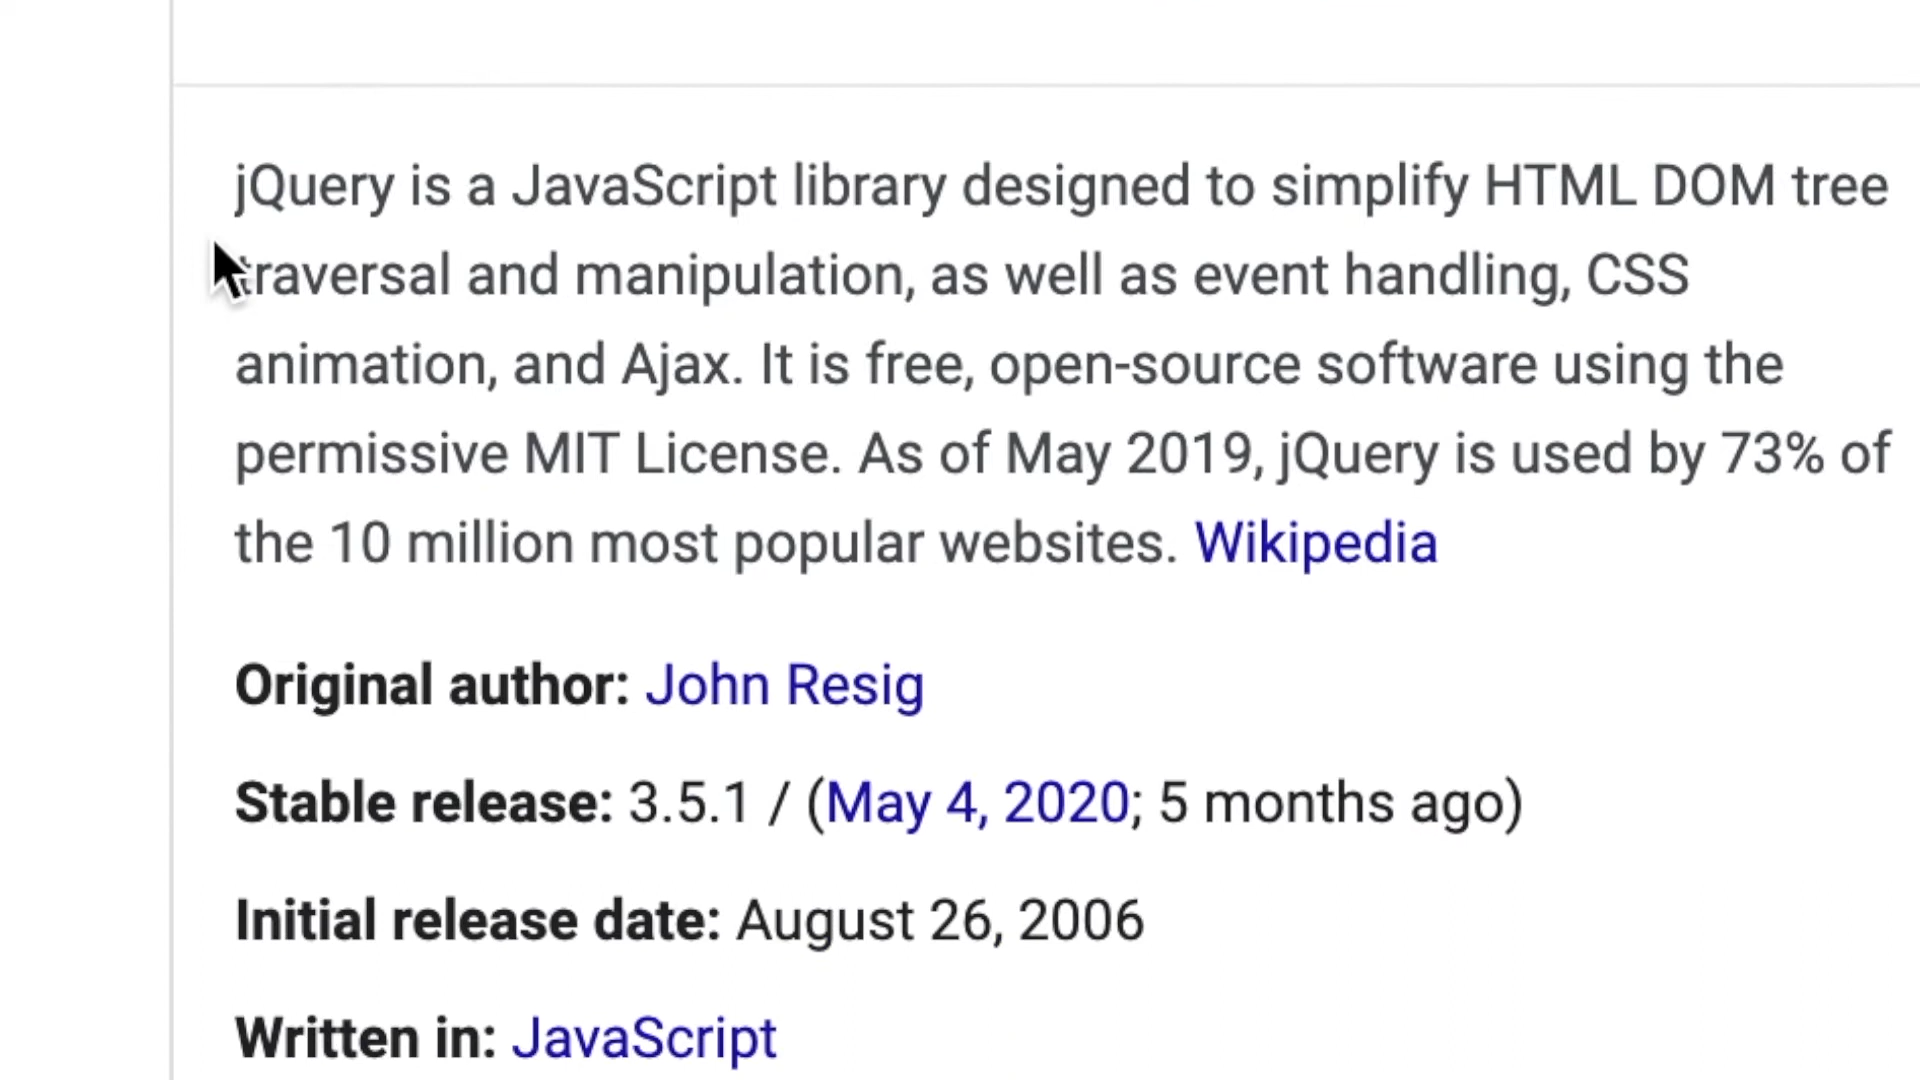 jQuery is a JavaScript library designed to simplify HTML DOM tree
traversal and manipulation, as well as event handling, CSS
animation, and Ajax. It is free, open-source software using the
permissive MIT License. As of May 2019, jQuery is used by 73% of
the 10 million most popular websites. Wikipedia
Original author: John Resig
Stable release: 3.5.1 / (May 4, 2020; 5 months ago)
Initial release date: August 26, 2006
Written in: JavaScript